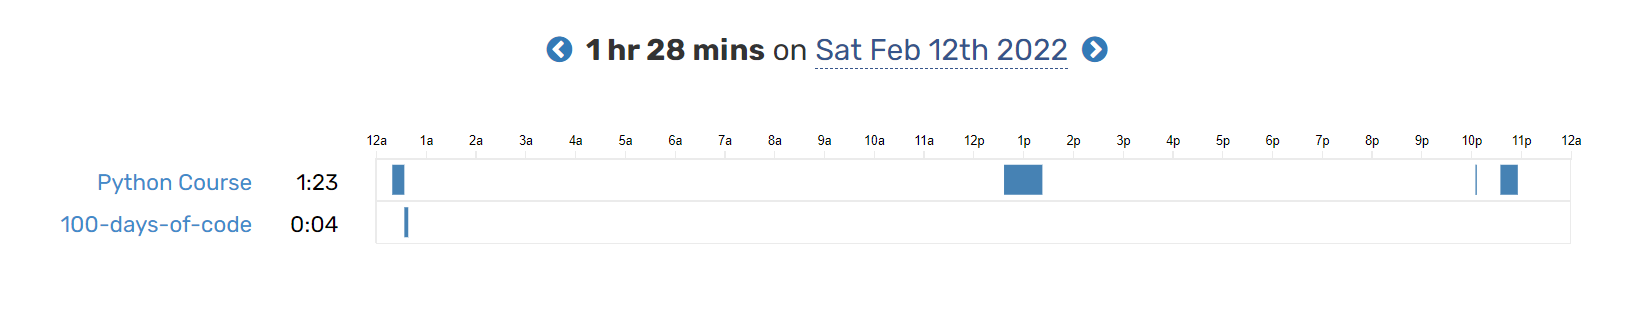 1 hr 28 mins on Sat Feb 12th 2022
12a 1a 2a 3a 4a 5a 6a 7a 8a 9a 10a 11a 12p 1p 2p 3p 4p 5p 6p 7p 8p 9p 10p 11p 12a
Python Course 1:23
100-days-of-code 0:04